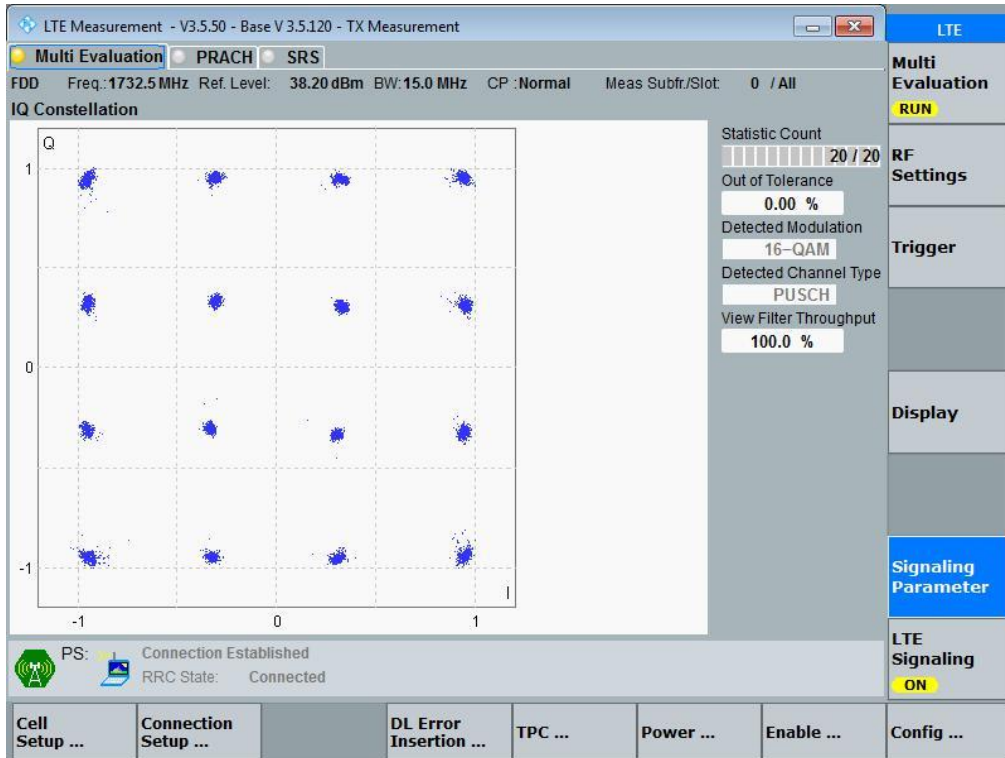 LTE Measurement - V3.5.50 - Base V 3.5.120 - TX Measurement
LTE
Multi Evaluation PRACH SRS
Multi
Evaluation
RUN
FDD Freq.:1732.5 MHz Ref. Level: 38.20 dBm BW:15.0 MHz CP :Normal Meas Subfr./Slot: 0 / All
IQ Constellation
Q
1
0
-1
I
-1 0 1
Statistic Count
20 / 20
Out of Tolerance
0.00 %
Detected Modulation
16-QAM
Detected Channel Type
PUSCH
View Filter Throughput
100.0 %
RF
Settings
Trigger
Display
Signaling
Parameter
LTE
Signaling
ON
PS: Connection Established
RRC State: Connected
Cell
Setup ...
Connection
Setup ...
DL Error
Insertion ...
TPC ...
Power ...
Enable ...
Config ...